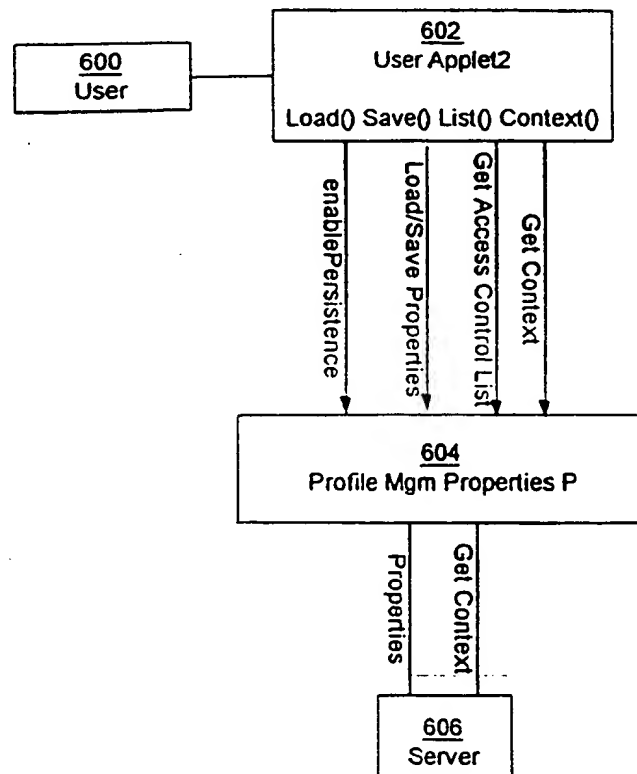 602
User Applet2
600
User
Load() Save() List() Context()
enablePersistence
Load/Save Properties
Get Access Control List
Get Context
604
Profile Mgm Properties P
Properties
Get Context
606
Server